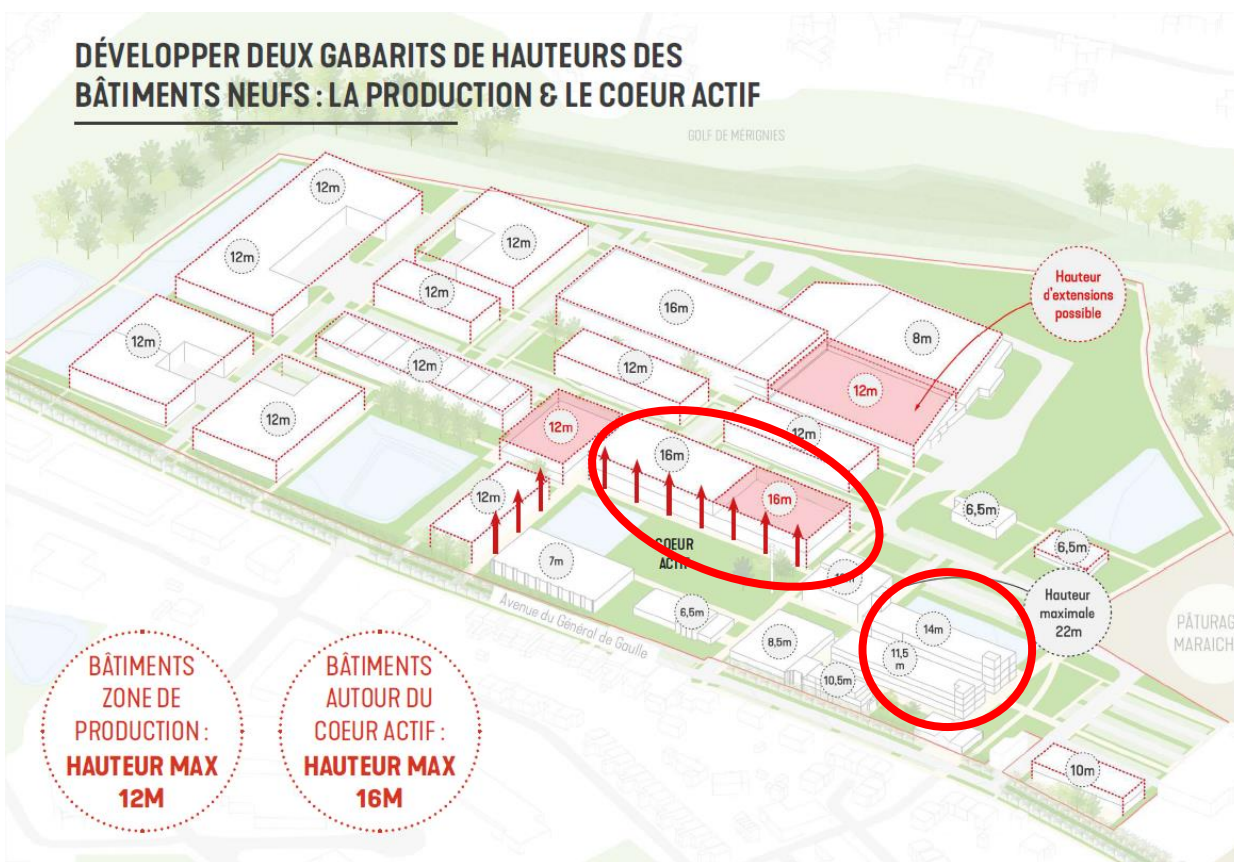 DÉVELOPPER DEUX GABARITS DE HAUTEURS DES
BÂTIMENTS NEUFS : LA PRODUCTION & LE COEUR ACTIF
GOLF DE MÉRIGNIES
12m
12m
12m
12m
12m
12m
12m
16m
12m
8m
Hauteur
d'extensions
possible
12m
12m
12m
12m
16m
16m
12m
7m
COEUR
ACTIF
6,5m
6,5m
6,5m
Avenue du Général de Gaulle
8,5m
10,5m
14m
11,5
m
Hauteur
maximale
22m
PÂTURAG
MARAICH
10m
BÂTIMENTS
ZONE DE
PRODUCTION :
HAUTEUR MAX
12M
BÂTIMENTS
AUTOUR DU
COEUR ACTIF :
HAUTEUR MAX
16M